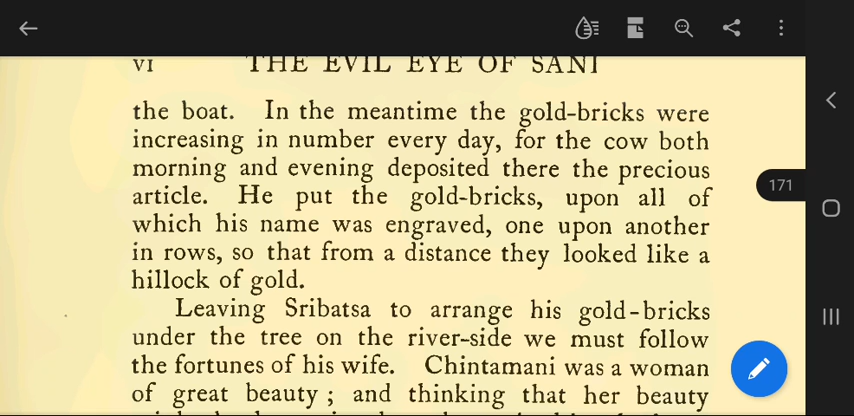 VI THE EVIL EYE OF SANI
the boat. In the meantime the gold-bricks were
increasing in number every day, for the cow both
morning and evening deposited there the precious
article. He put the gold-bricks, upon all of
171
which his name was engraved, one upon another
in rows, so that from a distance they looked like a
hillock of gold.
Leaving Sribatsa to arrange his gold-bricks
under the tree on the river-side we must follow
the fortunes of his wife. Chintamani was a woman
of great beauty; and thinking that her beauty